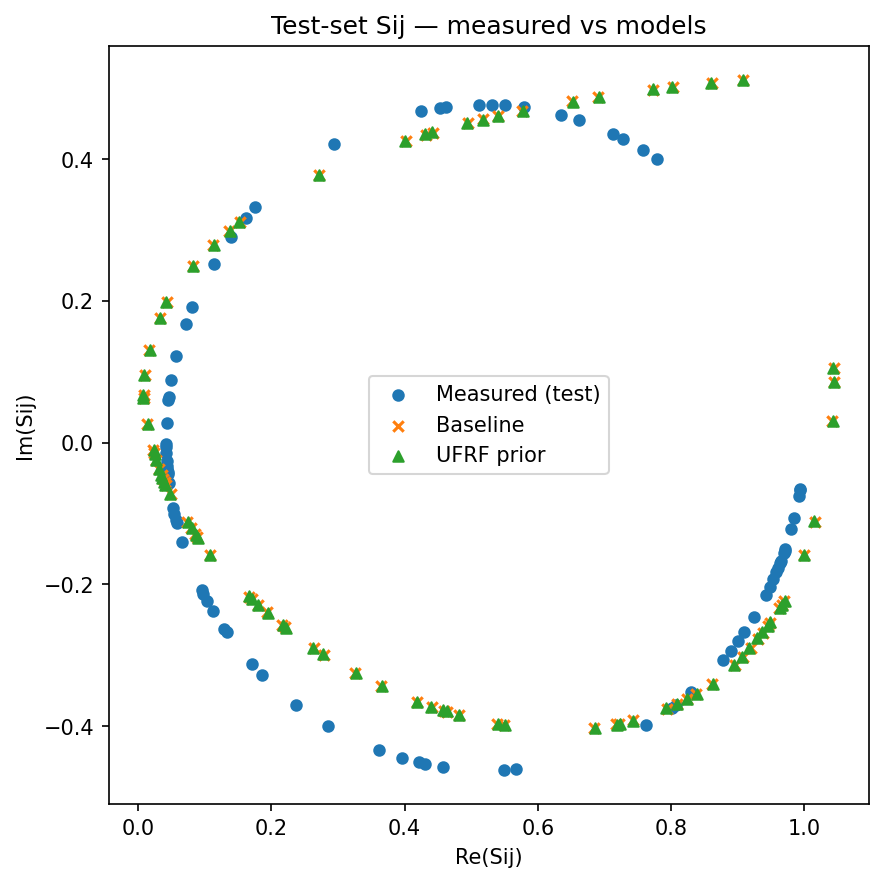 Test-set Sij — measured vs models
Im(Sij)
0.4
0.2
0.0
−0.2
−0.4
Measured (test)
Baseline
UFRF prior
0.0 0.2 0.4 0.6 0.8 1.0
Re(Sij)